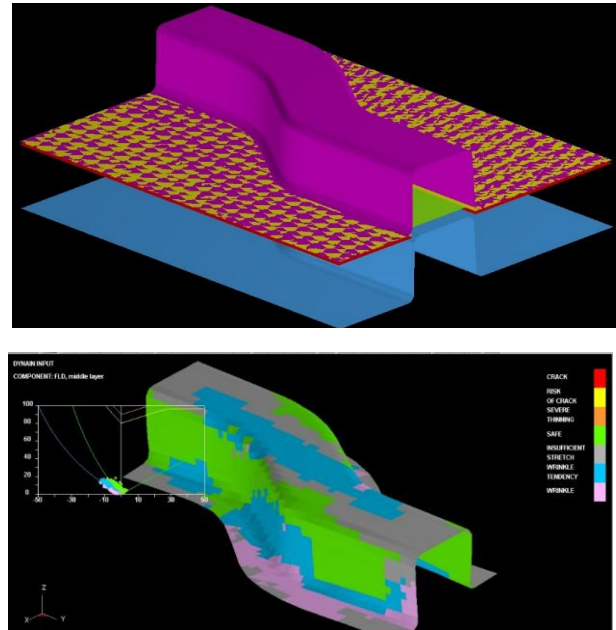 DYNAIN INPUT
COMPONENT: FLD, middle layer
100
80
60
40
20
0
-50
-30
-10
10
30
50
CRACK
RISK
OF CRACK
SEVERE
THINNING
SAFE
INSUFFICIENT
STRETCH
WRINKLE
TENDENCY
WRINKLE
Z
X
Y